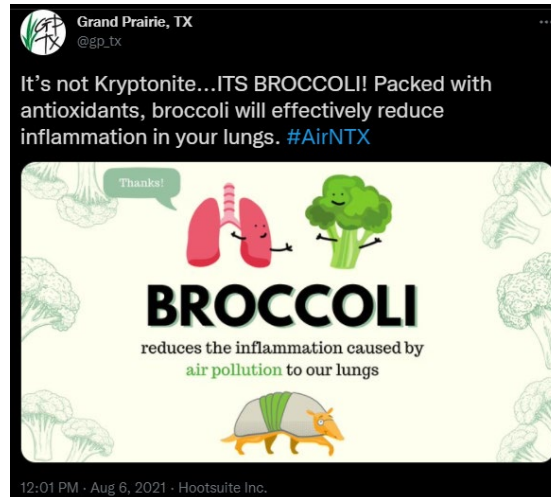 GPTX
Grand Prairie, TX
@gp_tx
It's not Kryptonite...ITS BROCCOLI! Packed with
antioxidants, broccoli will effectively reduce
inflammation in your lungs. #AirNTX
Thanks!
BROCCOLI
reduces the inflammation caused by
air pollution to our lungs
12:01 PM · Aug 6, 2021 · Hootsuite Inc.